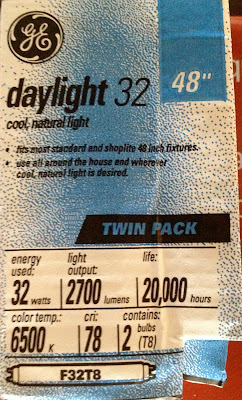 GE
48"
daylight 32
cool, natural light
• fits most standard and shoplite 48 inch fixtures.
• use all around the house and wherever
cool, natural light is desired.
TWIN PACK
energy used: light output: life:
32 watts 2700 lumens 20,000 hours
color temp.: cri: contains:
6500 K 78 2 bulbs (T8)
F32T8